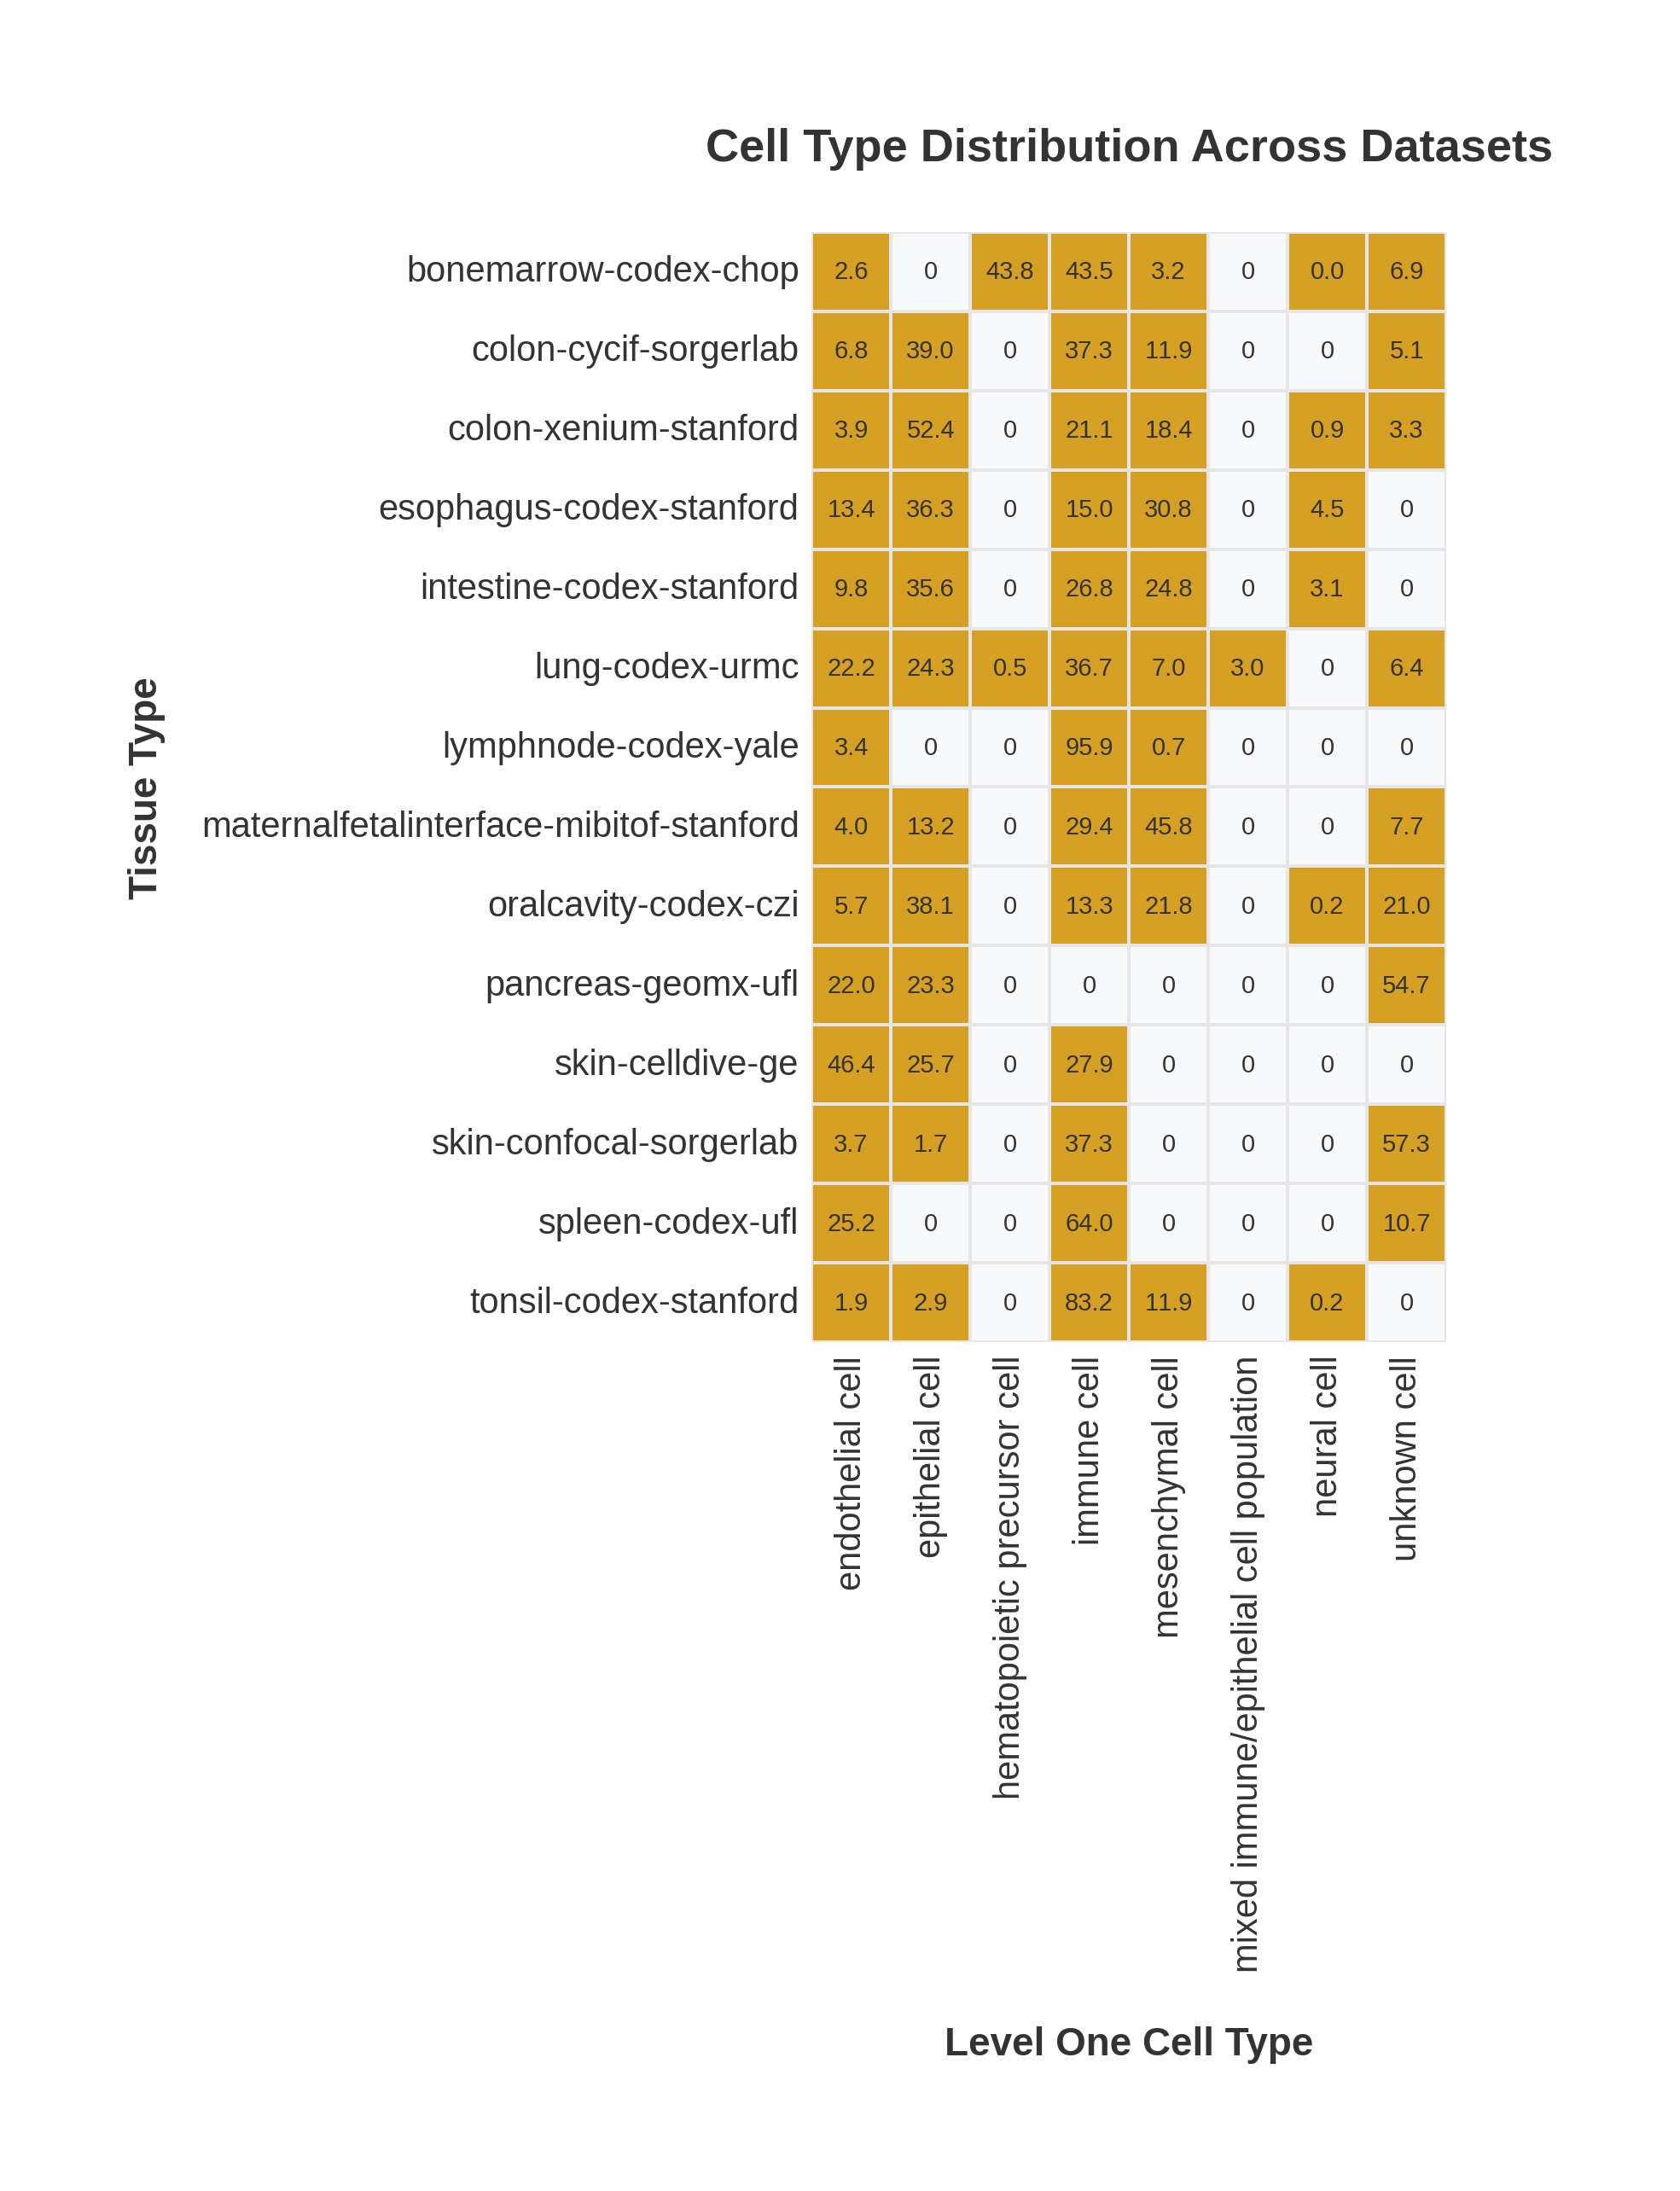 Cell Type Distribution Across Datasets
Tissue Type
bonemarrow-codex-chop 2.6 0 43.8 43.5 3.2 0 0.0 6.9
colon-cycif-sorgerlab 6.8 39.0 0 37.3 11.9 0 0 5.1
colon-xenium-stanford 3.9 52.4 0 21.1 18.4 0 0.9 3.3
esophagus-codex-stanford 13.4 36.3 0 15.0 30.8 0 4.5 0
intestine-codex-stanford 9.8 35.6 0 26.8 24.8 0 3.1 0
lung-codex-urmc 22.2 24.3 0.5 36.7 7.0 3.0 0 6.4
lymphnode-codex-yale 3.4 0 0 95.9 0.7 0 0 0
maternalfetalinterface-mibitof-stanford 4.0 13.2 0 29.4 45.8 0 0 7.7
oralcavity-codex-czi 5.7 38.1 0 13.3 21.8 0 0.2 21.0
pancreas-geomx-ufl 22.0 23.3 0 0 0 0 0 54.7
skin-celldive-ge 46.4 25.7 0 27.9 0 0 0 0
skin-confocal-sorgerlab 3.7 1.7 0 37.3 0 0 0 57.3
spleen-codex-ufl 25.2 0 0 64.0 0 0 0 10.7
tonsil-codex-stanford 1.9 2.9 0 83.2 11.9 0 0.2 0
endothelial cell
epithelial cell
hematopoietic precursor cell
immune cell
mesenchymal cell
mixed immune/epithelial cell population
neural cell
unknown cell
Level One Cell Type